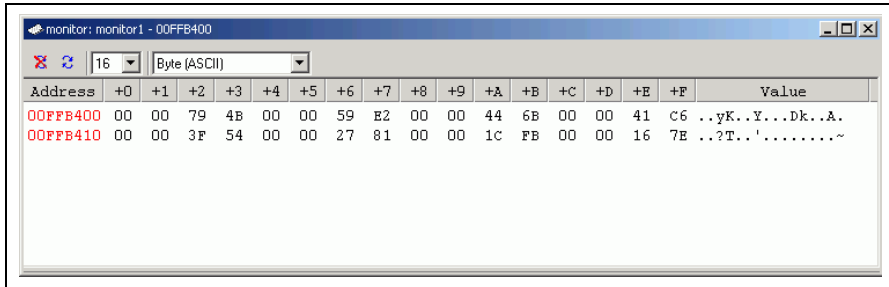 monitor: monitor1 - 00FFB400
16 Byte (ASCII)
Address +0 +1 +2 +3 +4 +5 +6 +7 +8 +9 +A +B +C +D +E +F Value
00FFB400 00 00 79 4B 00 00 59 E2 00 00 44 6B 00 00 41 C6 ..yK..Y...Dk..A.
00FFB410 00 00 3F 54 00 00 27 81 00 00 1C FB 00 00 16 7E ..?T..'........~